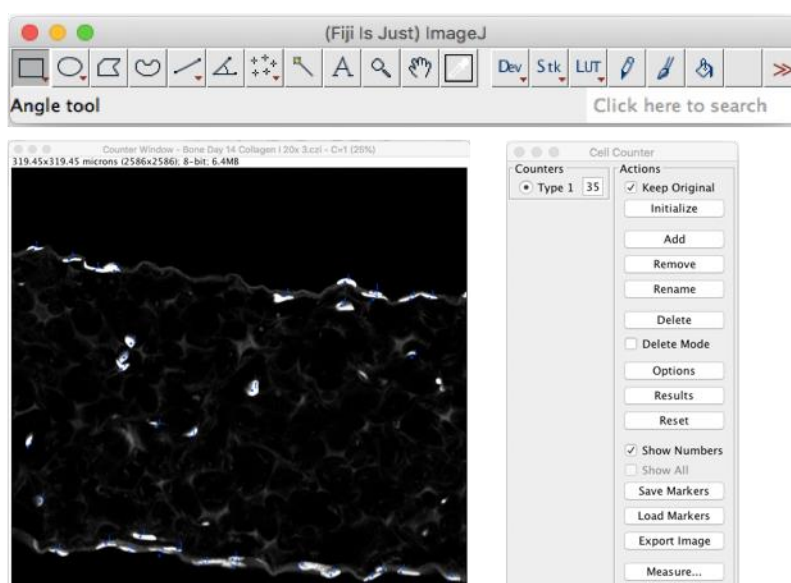 (Fiji Is Just) ImageJ
A
Dev Stk LUT >>
Angle tool
Click here to search
Counter Window - Bone Day 14 Collagen I 20x 3.czi - C=1 (25%)
319.45x319.45 microns (2586x2586); 8-bit; 6.4MB
Cell Counter
Counters
Type 1 35
Actions
Keep Original
Initialize
Add
Remove
Rename
Delete
Delete Mode
Options
Results
Reset
Show Numbers
Show All
Save Markers
Load Markers
Export Image
Measure...